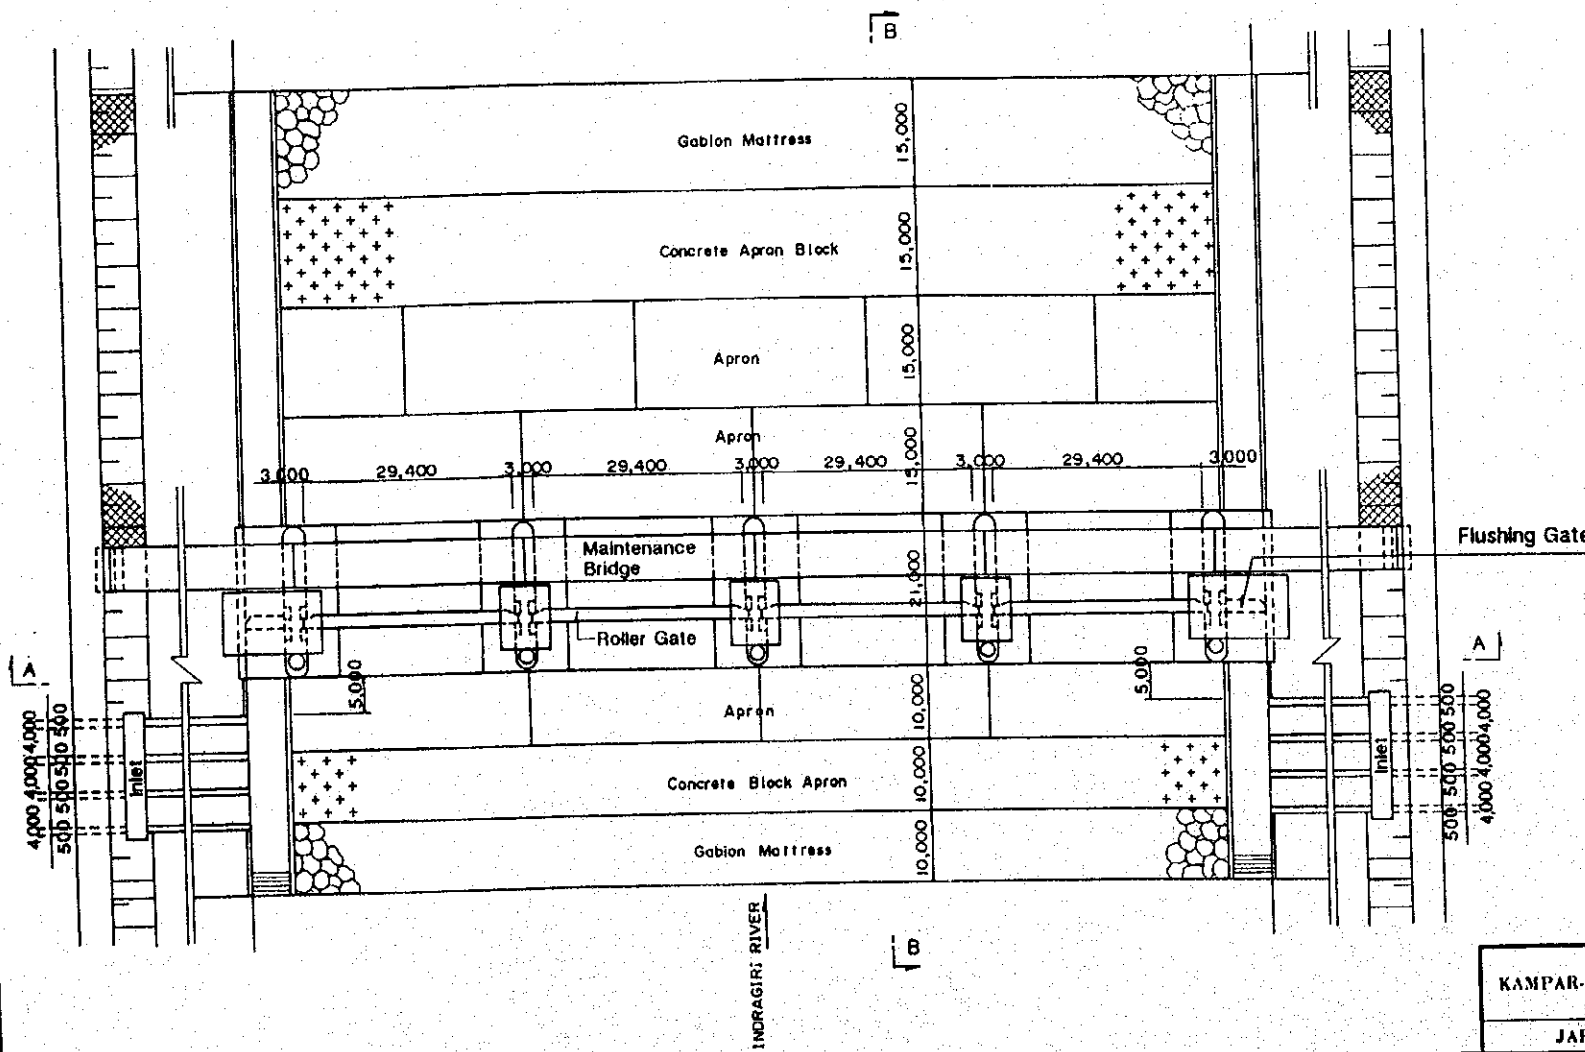 B
Gabion Mattress
15,000
Concrete Apron Block
15,000
Apron
15,000
Apron
15,000
3,000 29,400 3,000 29,400 3,000 29,400 3,000 29,400 3,000
Maintenance
Bridge
21,000
Flushing Gate
Roller Gate
A
A
5,000
5,000
Apron
10,000
Concrete Block Apron
10,000
Gabion Mattress
10,000
4,000 4,000 4,000
500 500 500 500
Inlet
Inlet
500 500 500 500
4,000 4,000 4,000
INDRAGIRI RIVER
B
KAMPAR-
JAP